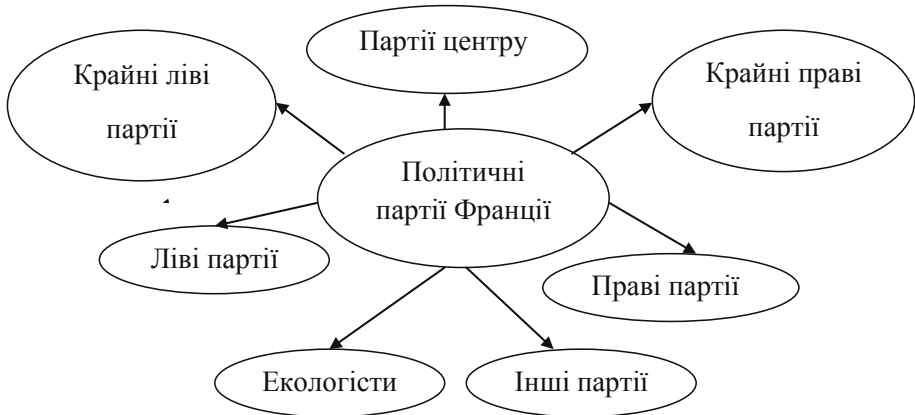 Партії центру
Крайні ліві
партії
Крайні праві
партії
Політичні
партії Франції
Ліві партії
Праві партії
Екологісти
Інші партії